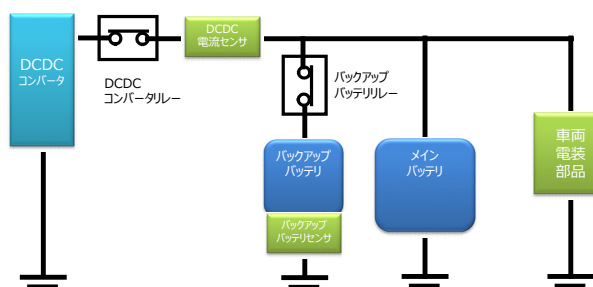 DCDC
コンバータ
DCDC
コンバータリレー
DCDC
電流センサ
バックアップ
バッテリリレー
バックアップ
バッテリ
バックアップ
バッテリセンサ
メイン
バッテリ
車両
電装
部品